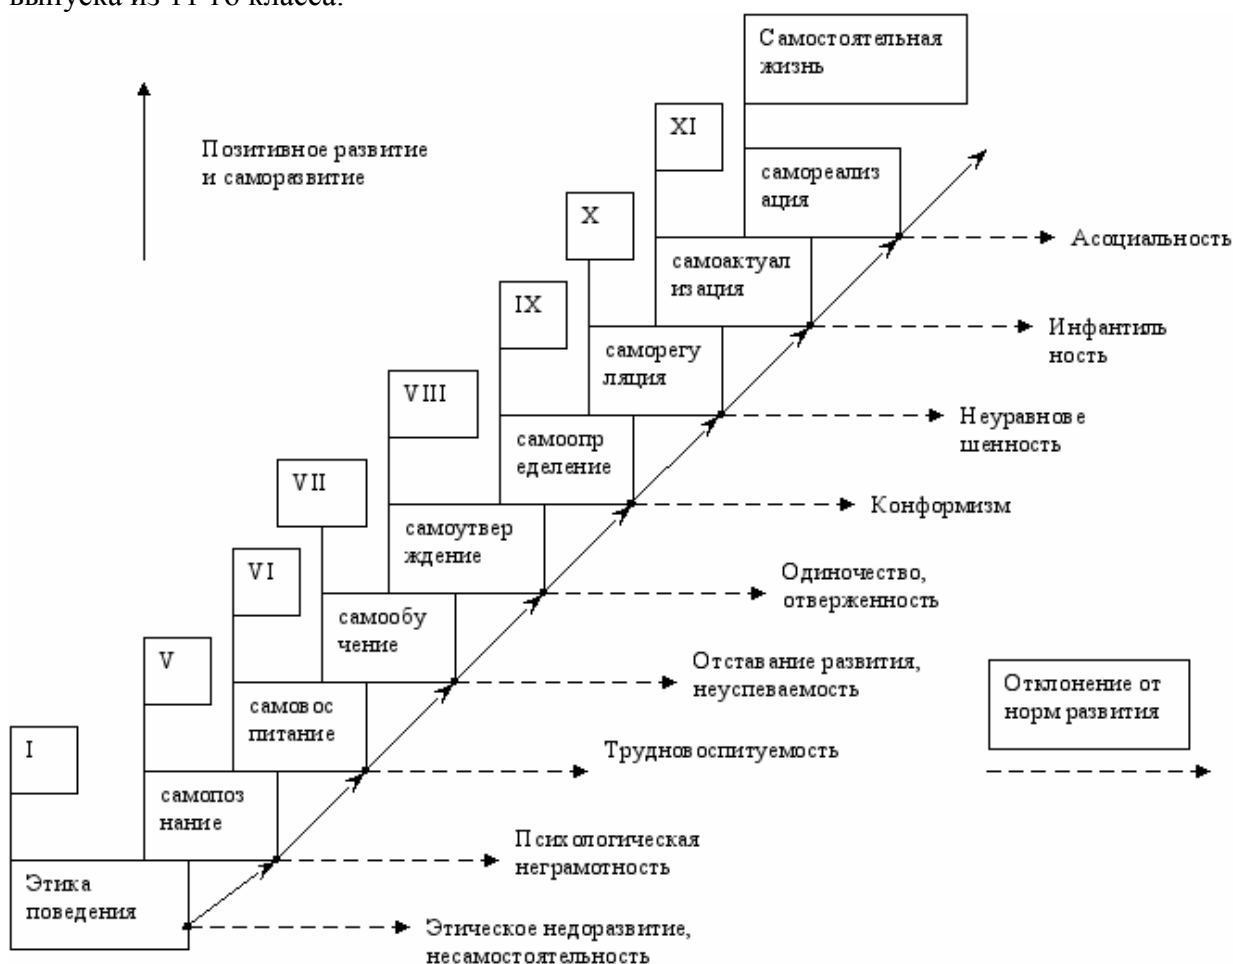 выпуска из 11-го класса.
Самостоятельная
жизнь
XI
Позитивное развитие
и саморазвитие
самореализ
ация
X
Асоциальность
самоактуал
изация
IX
Инфантиль
ность
саморегу
ляция
VIII
Неуравнове
шенность
самоопр
еделение
VII
Конформизм
самоутвер
ждение
VI
Одиночество,
отверженность
самообу
чение
V
Отставание развития,
неуспеваемость
Отклонение от
норм развития
самовос
питание
I
Трудновоспитуемость
самопоз
нание
Психологическая
неграмотность
Этика
поведения
Этическое недоразвитие,
несамостоятельность